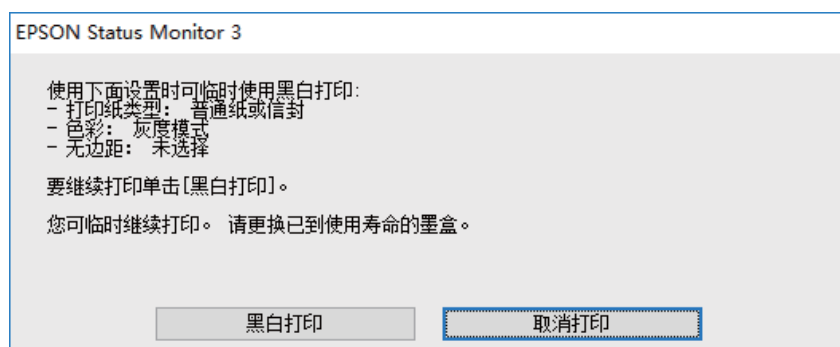 EPSON Status Monitor 3
使用下面设置时可临时使用黑白打印:
- 打印纸类型： 普通纸或信封
- 色彩： 灰度模式
- 无边距： 未选择
要继续打印单击[黑白打印]。
您可临时继续打印。 请更换已到使用寿命的墨盒。
黑白打印
取消打印